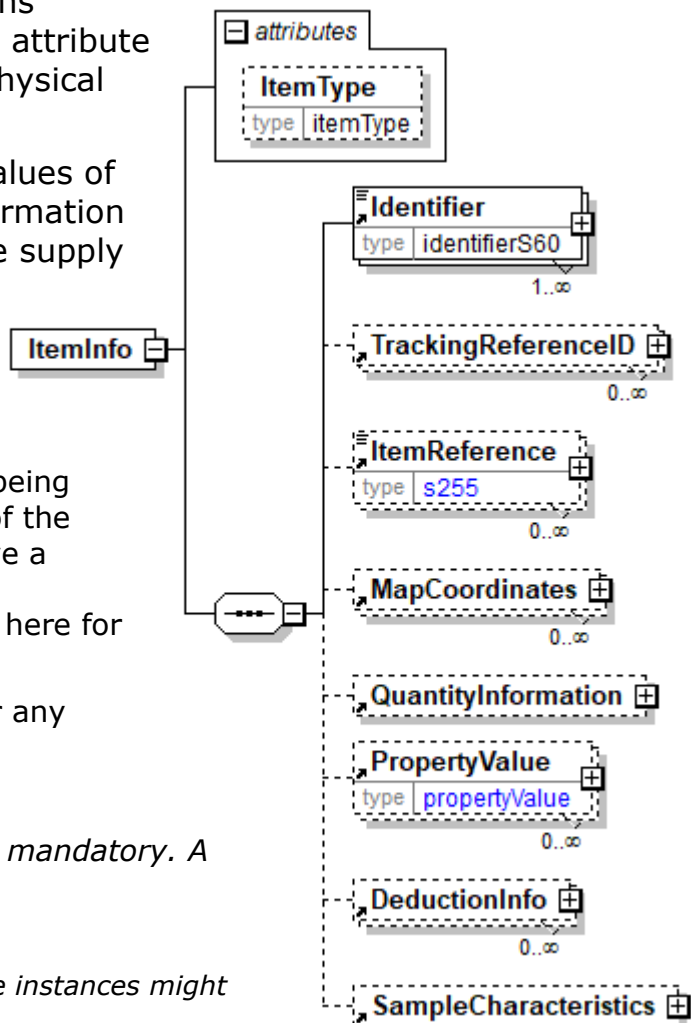 ns
attribute
hysical
alues of
ormation
e supply
being
of the
e a
here for
r any
mandatory. A
e instances might
attributes
ItemType
type itemType
ItemInfo
Identifier
type identifierS60
1..∞
TrackingReferenceID
0..∞
ItemReference
type s255
0..∞
MapCoordinates
0..∞
QuantityInformation
PropertyValue
type propertyValue
0..∞
DeductionInfo
0..∞
SampleCharacteristics